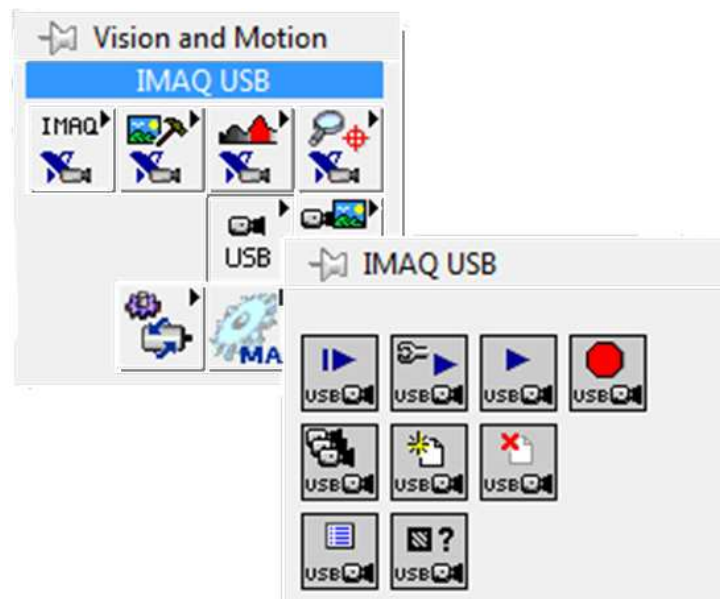 Vision and Motion
IMAQ USB
IMAQ
USB
MA
IMAQ USB
USB USB USB USB
USB USB USB
?
USB USB